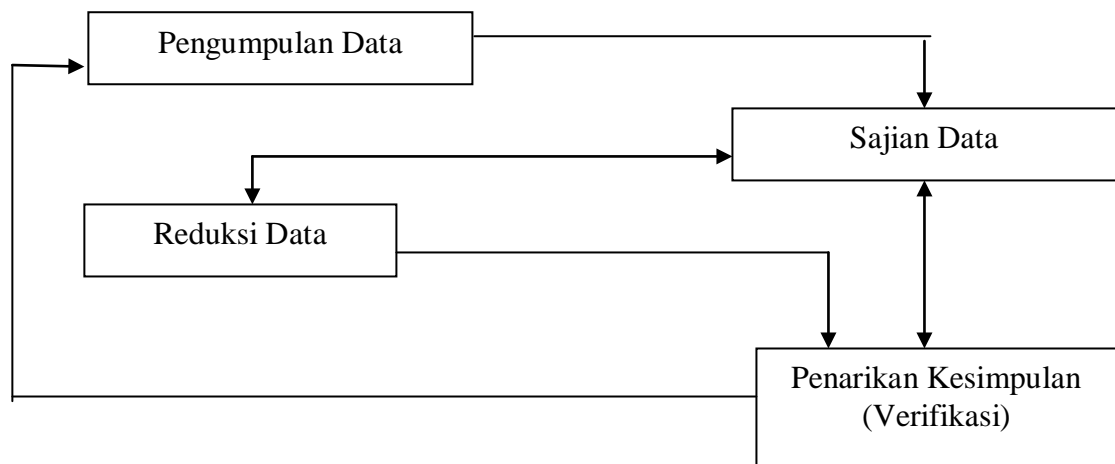 Pengumpulan Data
Sajian Data
Reduksi Data
Penarikan Kesimpulan
(Verifikasi)